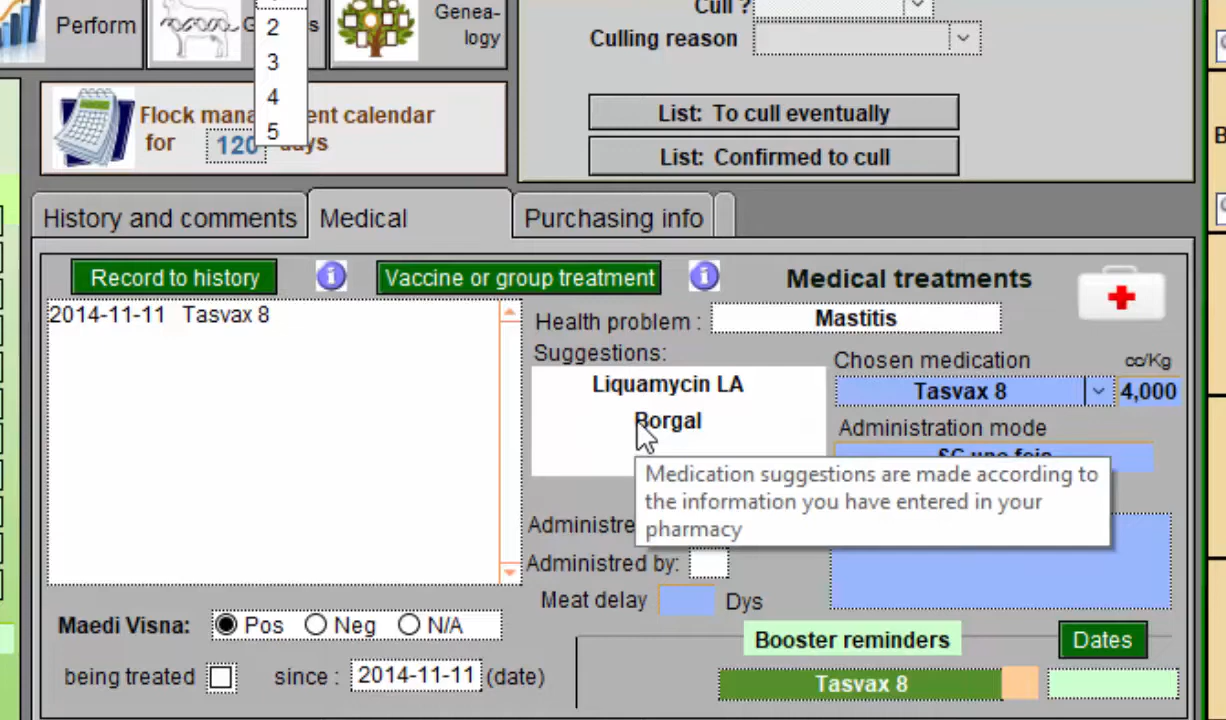 Cull ?
Perform
Genea-
logy
2
3
4
5
Culling reason
Flock mana
ent calendar
for 120
List: To cull eventually
List: Confirmed to cull
History and comments
Medical
Purchasing info
Record to history
Vaccine or group treatment
Medical treatments
2014-11-11 Tasvax 8
Health problem :
Mastitis
Suggestions:
Liquamycin LA
Borgal
Chosen medication
cc/Kg
Tasvax 8
4,000
Administration mode
SC une fois
Medication suggestions are made according to
the information you have entered in your
pharmacy
Administre
Administred by:
Meat delay
Dys
Maedi Visna:
Pos
Neg
N/A
being treated
since :
2014-11-11
(date)
Booster reminders
Dates
Tasvax 8